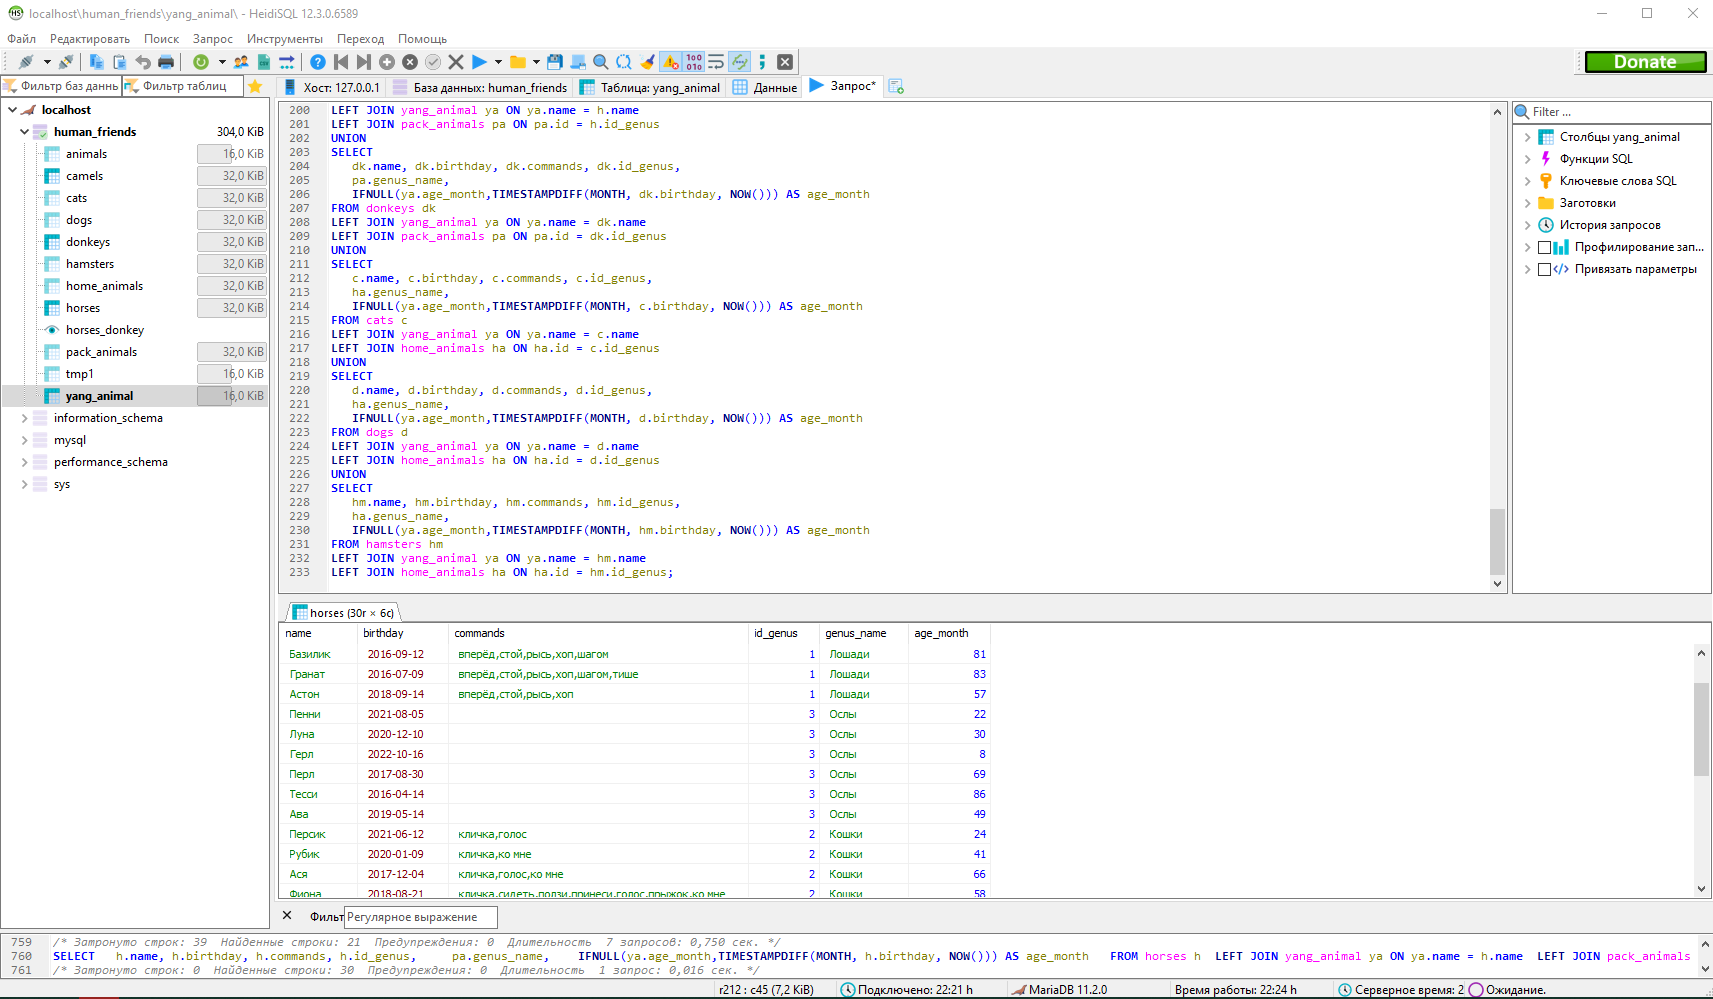 localhost\human_friends\yang_animal\ - HeidiSQL 12.3.0.6589
Файл Редактировать Поиск Запрос Инструменты Переход Помощь
Donate
Фильтр баз данны Фильтр таблиц
Хост: 127.0.0.1 База данных: human_friends Таблица: yang_animal Данные Запрос*
localhost
human_friends 304,0 KiB
animals 16,0 KiB
camels 32,0 KiB
cats 32,0 KiB
dogs 32,0 KiB
donkeys 32,0 KiB
hamsters 32,0 KiB
home_animals 32,0 KiB
horses 32,0 KiB
horses_donkey
pack_animals 32,0 KiB
tmp1 16,0 KiB
yang_animal 16,0 KiB
information_schema
mysql
performance_schema
sys
200 LEFT JOIN yang_animal ya ON ya.name = h.name
201 LEFT JOIN pack_animals pa ON pa.id = h.id_genus
202 UNION
203 SELECT
204 dk.name, dk.birthday, dk.commands, dk.id_genus,
205 pa.genus_name,
206 IFNULL(ya.age_month,TIMESTAMPDIFF(MONTH, dk.birthday, NOW())) AS age_month
207 FROM donkeys dk
208 LEFT JOIN yang_animal ya ON ya.name = dk.name
209 LEFT JOIN pack_animals pa ON pa.id = dk.id_genus
210 UNION
211 SELECT
212 c.name, c.birthday, c.commands, c.id_genus,
213 ha.genus_name,
214 IFNULL(ya.age_month,TIMESTAMPDIFF(MONTH, c.birthday, NOW())) AS age_month
215 FROM cats c
216 LEFT JOIN yang_animal ya ON ya.name = c.name
217 LEFT JOIN home_animals ha ON ha.id = c.id_genus
218 UNION
219 SELECT
220 d.name, d.birthday, d.commands, d.id_genus,
221 ha.genus_name,
222 IFNULL(ya.age_month,TIMESTAMPDIFF(MONTH, d.birthday, NOW())) AS age_month
223 FROM dogs d
224 LEFT JOIN yang_animal ya ON ya.name = d.name
225 LEFT JOIN home_animals ha ON ha.id = d.id_genus
226 UNION
227 SELECT
228 hm.name, hm.birthday, hm.commands, hm.id_genus,
229 ha.genus_name,
230 IFNULL(ya.age_month,TIMESTAMPDIFF(MONTH, hm.birthday, NOW())) AS age_month
231 FROM hamsters hm
232 LEFT JOIN yang_animal ya ON ya.name = hm.name
233 LEFT JOIN home_animals ha ON ha.id = hm.id_genus;
Filter ...
Столбцы yang_animal
Функции SQL
Ключевые слова SQL
Заготовки
История запросов
Профилирование зап...
Привязать параметры
horses (30r × 6c)
name birthday commands id_genus genus_name age_month
Базилик 2016-09-12 вперёд,стой,рысь,хоп,шагом 1 Лошади 81
Гранат 2016-07-09 вперёд,стой,рысь,хоп,шагом,тише 1 Лошади 83
Астон 2018-09-14 вперёд,стой,рысь,хоп 1 Лошади 57
Пенни 2021-08-05 3 Ослы 22
Луна 2020-12-10 3 Ослы 30
Герл 2022-10-16 3 Ослы 8
Перл 2017-08-30 3 Ослы 69
Тесси 2016-04-14 3 Ослы 86
Ава 2019-05-14 3 Ослы 49
Персик 2021-06-12 кличка,голос 2 Кошки 24
Рубик 2020-01-09 кличка,ко мне 2 Кошки 41
Ася 2017-12-04 кличка,голос,ко мне 2 Кошки 66
Фиона 2018-08-21 кличка,сидеть,ползи,принеси,голос,прыжок,ко мне 2 Кошки 58
Фильт Регулярное выражение
759 /* Затронуто строк: 39 Найденные строки: 21 Предупреждения: 0 Длительность 7 запросов: 0,750 сек. */
760 SELECT h.name, h.birthday, h.commands, h.id_genus, pa.genus_name, IFNULL(ya.age_month,TIMESTAMPDIFF(MONTH, h.birthday, NOW())) AS age_month FROM horses h LEFT JOIN yang_animal ya ON ya.name = h.name LEFT JOIN pack_animals
761 /* Затронуто строк: 0 Найденные строки: 30 Предупреждения: 0 Длительность 1 запрос: 0,016 сек. */
r212 : c45 (7,2 KiB) Подключено: 22:21 h MariaDB 11.2.0 Время работы: 22:24 h Серверное время: 2 Ожидание.